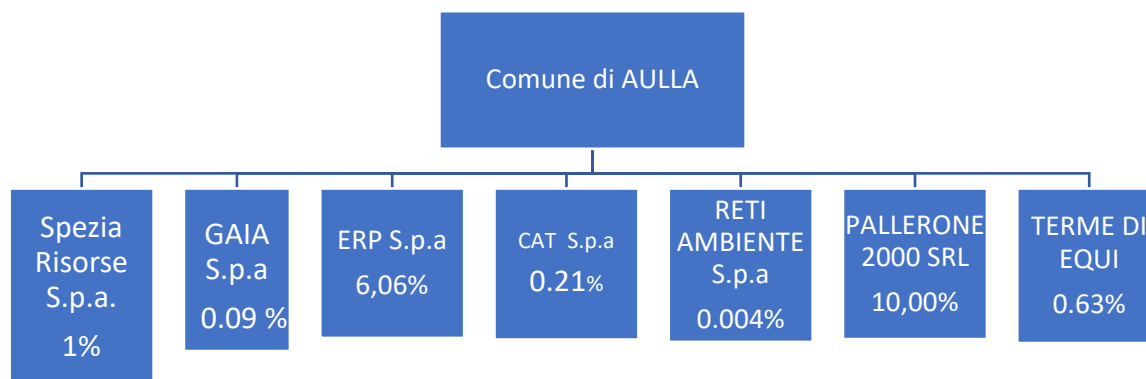 Comune di AULLA
Spezia
Risorse
S.p.a.
1%
GAIA
S.p.a
0.09 %
ERP S.p.a
6,06%
CAT S.p.a
0.21%
RETI
AMBIENTE
S.p.a
0.004%
PALLERONE
2000 SRL
10,00%
TERME DI
EQUI
0.63%